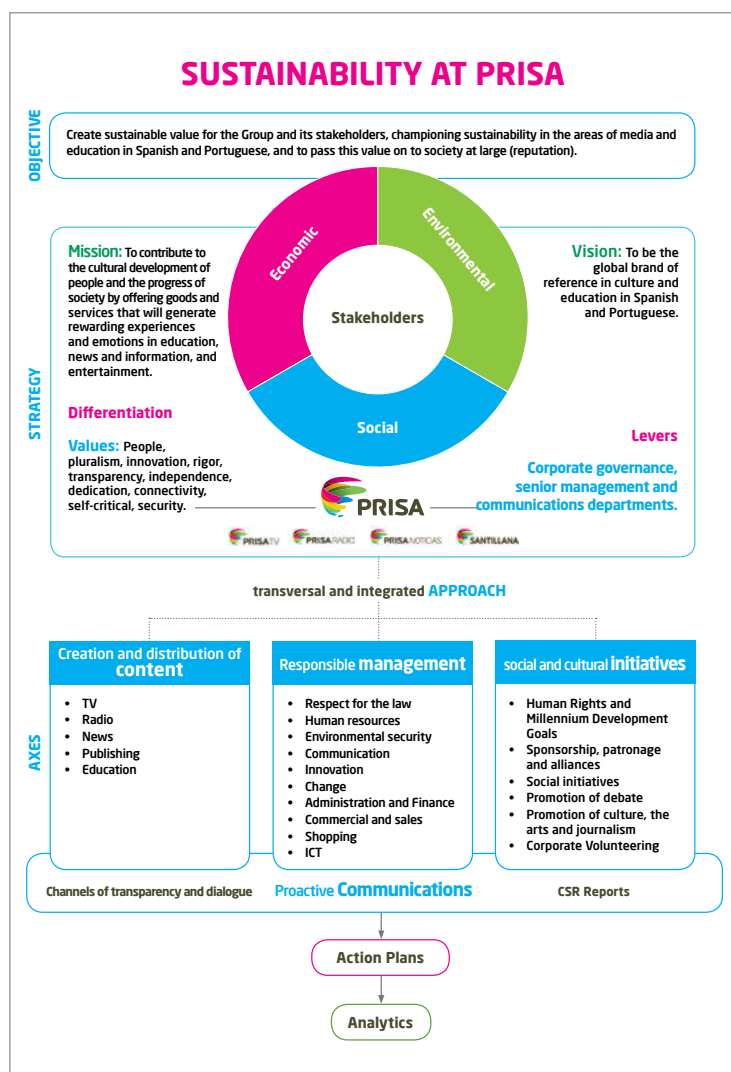 SUSTAINABILITY AT PRISA
OBJECTIVE
Create sustainable value for the Group and its stakeholders, championing sustainability in the areas of media and
education in Spanish and Portuguese, and to pass this value on to society at large (reputation).
STRATEGY
Mission: To contribute to
the cultural development of
people and the progress of
society by offering goods and
services that will generate
rewarding experiences
and emotions in education,
news and information, and
entertainment.
Differentiation
Values: People,
pluralism, innovation, rigor,
transparency, independence,
dedication, connectivity,
self-critical, security.
Economic
Environmental
Stakeholders
Social
Vision: To be the
global brand of
reference in culture and
education in Spanish
and Portuguese.
Levers
Corporate governance,
senior management and
communications departments.
PRISA
PRISA TV
PRISA RADIO
PRISA NOTICIAS
SANTILLANA
transversal and integrated APPROACH
AXES
Creation and distribution of
content
• TV
• Radio
• News
• Publishing
• Education
Responsible management
• Respect for the law
• Human resources
• Environmental security
• Communication
• Innovation
• Change
• Administration and Finance
• Commercial and sales
• Shopping
• ICT
social and cultural initiatives
• Human Rights and
Millennium Development
Goals
• Sponsorship, patronage
and alliances
• Social initiatives
• Promotion of debate
• Promotion of culture, the
arts and journalism
• Corporate Volunteering
Channels of transparency and dialogue
Proactive Communications
CSR Reports
Action Plans
Analytics